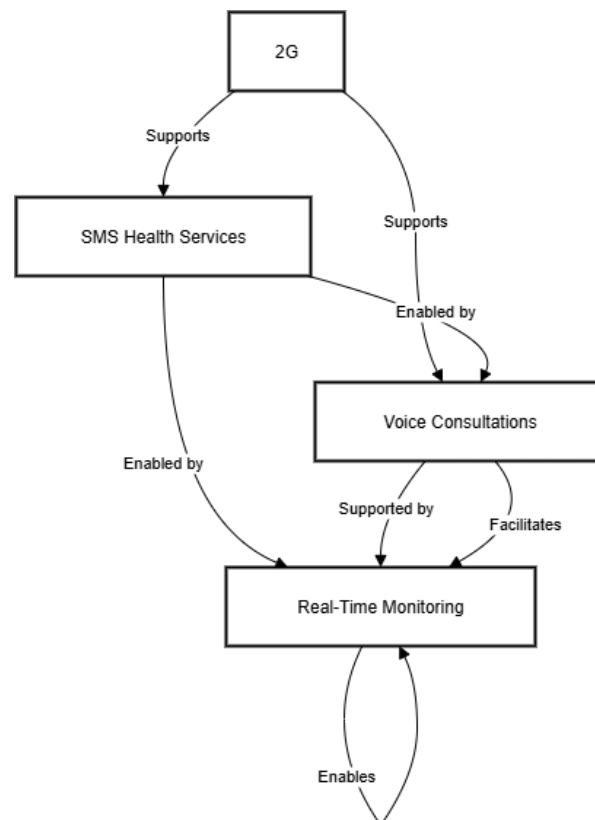 2G
Supports
SMS Health Services
Supports
Enabled by
Voice Consultations
Enabled by
Supported by
Facilitates
Real-Time Monitoring
Enables